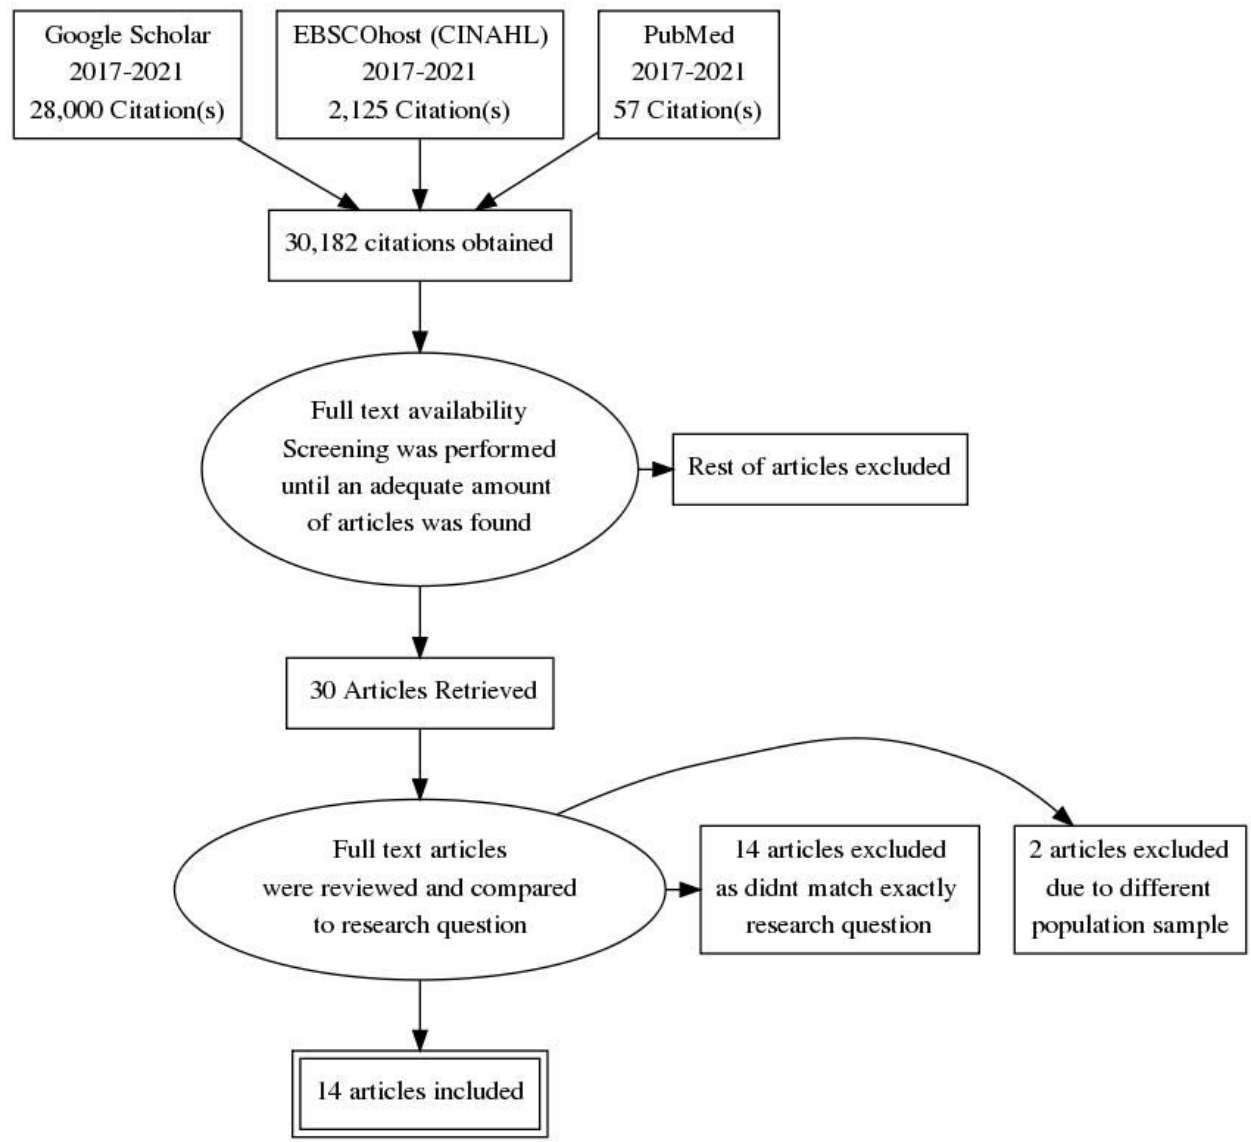 Google Scholar
2017-2021
28,000 Citation(s)
EBSCOhost (CINAHL)
2017-2021
2,125 Citation(s)
PubMed
2017-2021
57 Citation(s)
30,182 citations obtained
Full text availability
Screening was performed
until an adequate amount
of articles was found
Rest of articles excluded
30 Articles Retrieved
Full text articles
were reviewed and compared
to research question
14 articles excluded
as didnt match exactly
research question
2 articles excluded
due to different
population sample
14 articles included